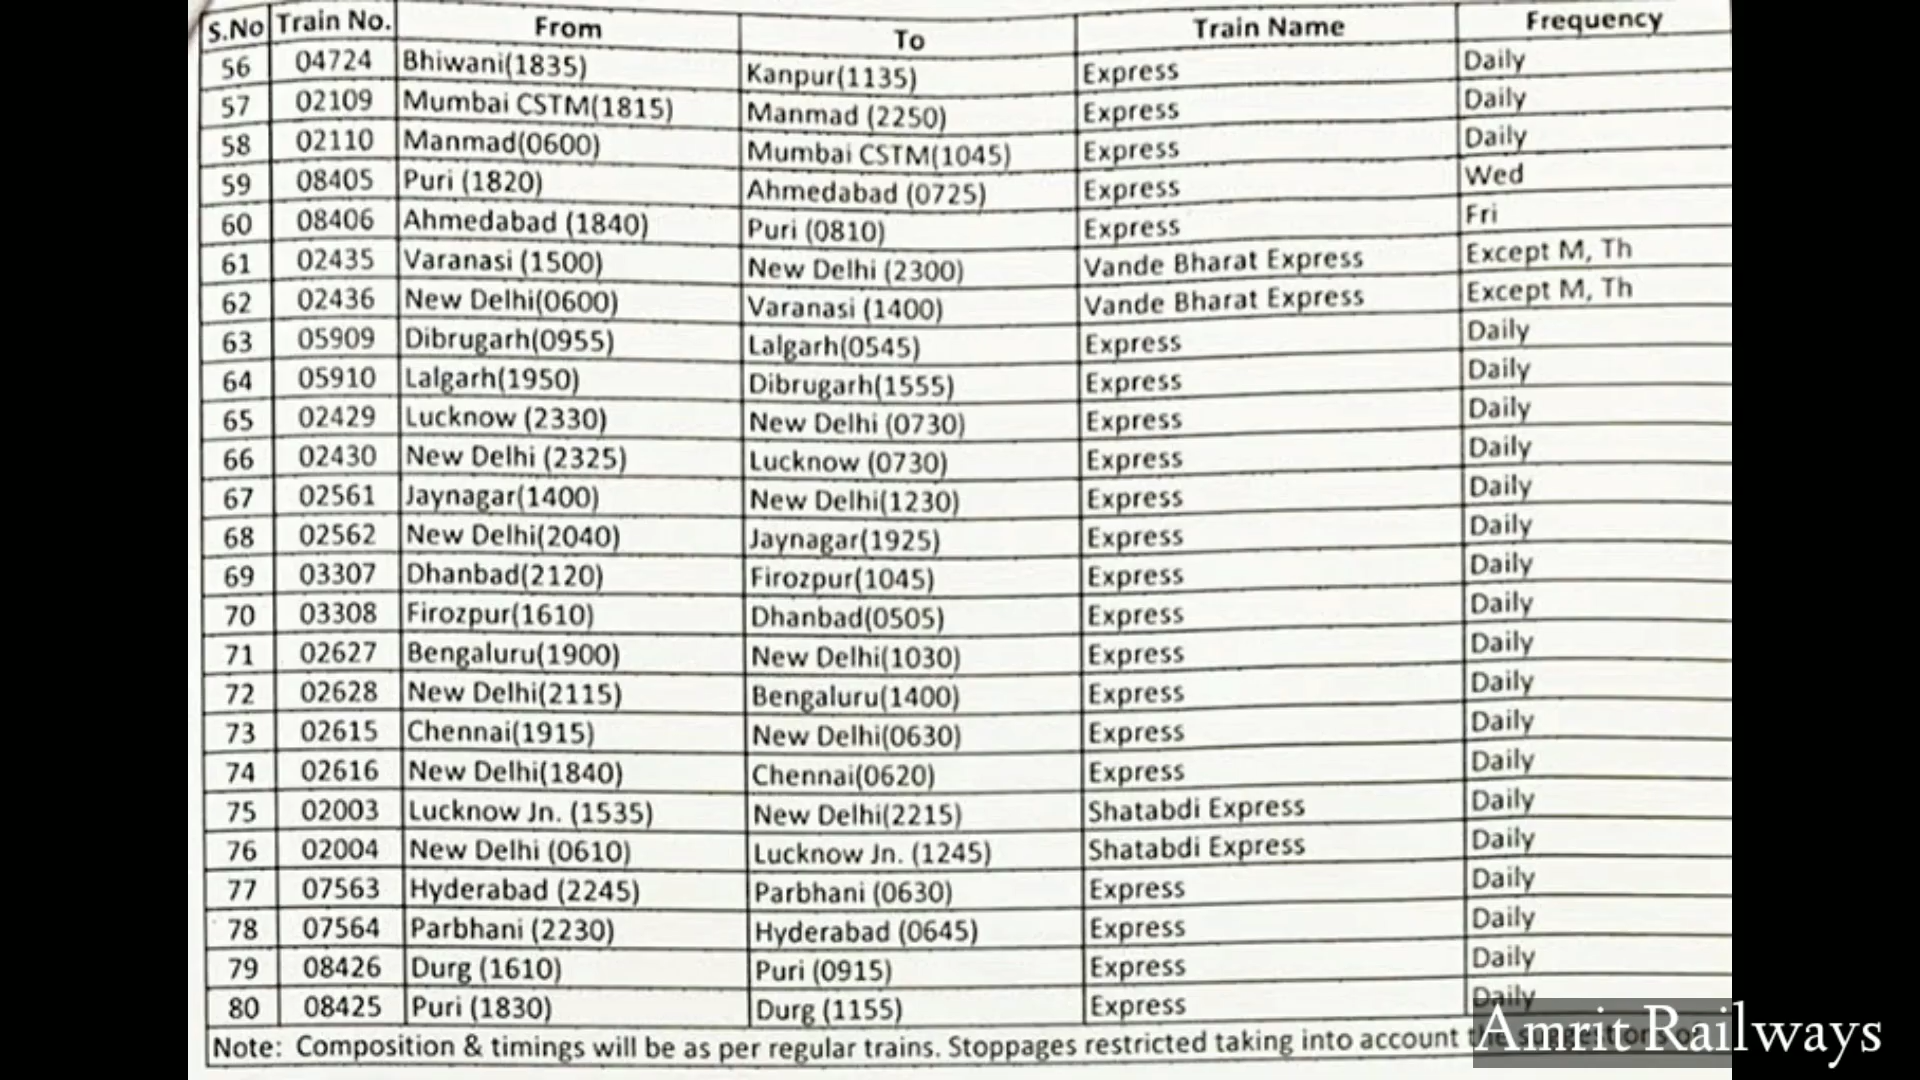 S.No Train No. From To Train Name Frequency
56 04724 Bhiwani(1835) Kanpur(1135) Express Daily
57 02109 Mumbai CSTM(1815) Manmad (2250) Express Daily
58 02110 Manmad(0600) Mumbai CSTM(1045) Express Daily
59 08405 Puri (1820) Ahmedabad (0725) Express Wed
60 08406 Ahmedabad (1840) Puri (0810) Express Fri
61 02435 Varanasi (1500) New Delhi (2300) Vande Bharat Express Except M, Th
62 02436 New Delhi(0600) Varanasi (1400) Vande Bharat Express Except M, Th
63 05909 Dibrugarh(0955) Lalgarh(0545) Express Daily
64 05910 Lalgarh(1950) Dibrugarh(1555) Express Daily
65 02429 Lucknow (2330) New Delhi (0730) Express Daily
66 02430 New Delhi (2325) Lucknow (0730) Express Daily
67 02561 Jaynagar(1400) New Delhi(1230) Express Daily
68 02562 New Delhi(2040) Jaynagar(1925) Express Daily
69 03307 Dhanbad(2120) Firozpur(1045) Express Daily
70 03308 Firozpur(1610) Dhanbad(0505) Express Daily
71 02627 Bengaluru(1900) New Delhi(1030) Express Daily
72 02628 New Delhi(2115) Bengaluru(1400) Express Daily
73 02615 Chennai(1915) New Delhi(0630) Express Daily
74 02616 New Delhi(1840) Chennai(0620) Express Daily
75 02003 Lucknow Jn. (1535) New Delhi(2215) Shatabdi Express Daily
76 02004 New Delhi (0610) Lucknow Jn. (1245) Shatabdi Express Daily
77 07563 Hyderabad (2245) Parbhani (0630) Express Daily
78 07564 Parbhani (2230) Hyderabad (0645) Express Daily
79 08426 Durg (1610) Puri (0915) Express Daily
80 08425 Puri (1830) Durg (1155) Express Daily
Note: Composition & timings will be as per regular trains. Stoppages restricted taking into account
Amrit Railways